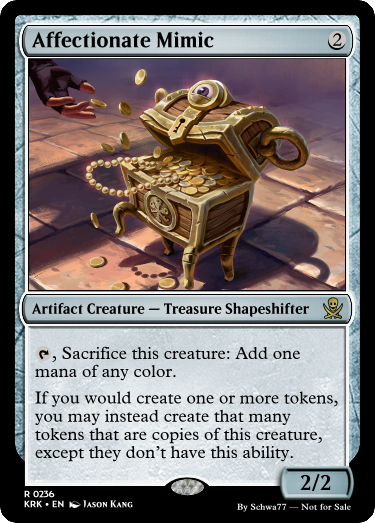 Affectionate Mimic 2
Artifact Creature — Treasure Shapeshifter
, Sacrifice this creature: Add one
mana of any color.
If you would create one or more tokens,
you may instead create that many
tokens that are copies of this creature,
except they don't have this ability.
2/2
R 0236
KRK • EN Jason Kang
By Schwa77 — Not for Sale